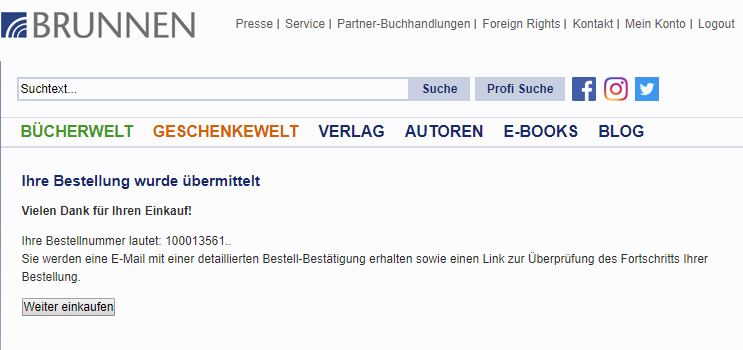 BRUNNEN
Presse | Service | Partner-Buchhandlungen | Foreign Rights | Kontakt | Mein Konto | Logout
Suchtext... Suche Profi Suche
BÜCHERWELT GESCHENKEWELT VERLAG AUTOREN E-BOOKS BLOG
Ihre Bestellung wurde übermittelt
Vielen Dank für Ihren Einkauf!
Ihre Bestellnummer lautet: 100013561..
Sie werden eine E-Mail mit einer detaillierten Bestell-Bestätigung erhalten sowie einen Link zur Überprüfung des Fortschritts Ihrer
Bestellung.
Weiter einkaufen